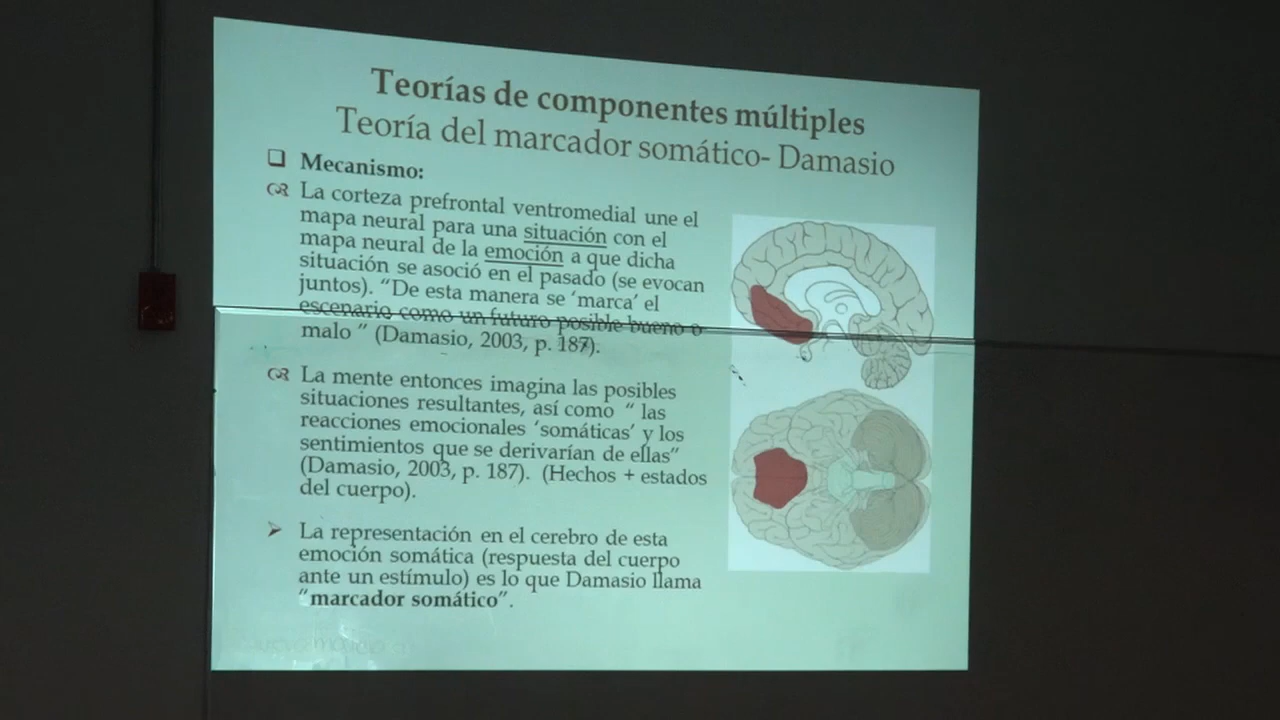 Teorías de componentes múltiples
Teoría del marcador somático- Damasio
Mecanismo:
La corteza prefrontal ventromedial une el
mapa neural para una situación con el
mapa neural de la emoción a que dicha
situación se asoció en el pasado (se evocan
juntos). “De esta manera se ‘marca’ el
escenario como un futuro posible bueno o
malo ” (Damasio, 2003, p. 187).
La mente entonces imagina las posibles
situaciones resultantes, así como “ las
reacciones emocionales ‘somáticas’ y los
sentimientos que se derivarían de ellas”
(Damasio, 2003, p. 187). (Hechos + estados
del cuerpo).
La representación en el cerebro de esta
emoción somática (respuesta del cuerpo
ante un estímulo) es lo que Damasio llama
“marcador somático”.